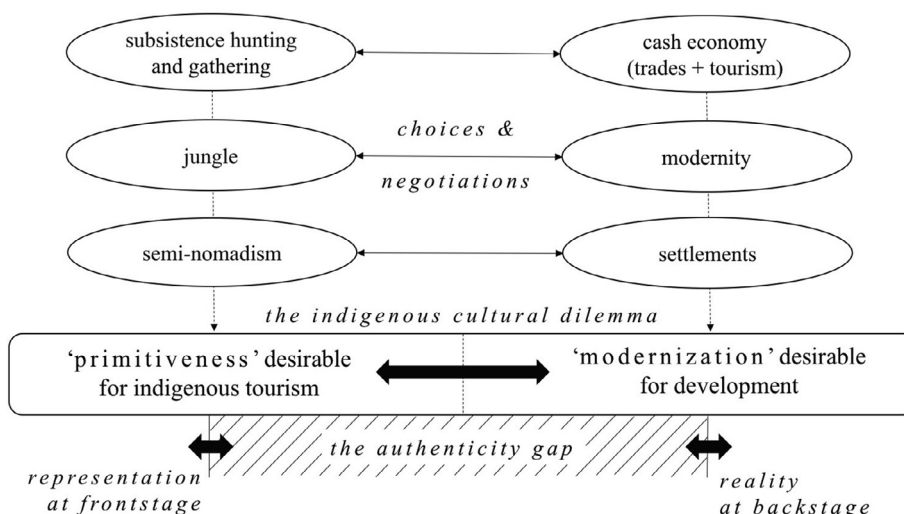 subsistence hunting
and gathering
cash economy
(trades + tourism)
choices &
jungle
modernity
negotiations
semi-nomadism
settlements
the indigenous cultural dilemma
‘primitiveness’ desirable
for indigenous tourism
‘modernization’ desirable
for development
the authenticity gap
representation
at frontstage
reality
at backstage